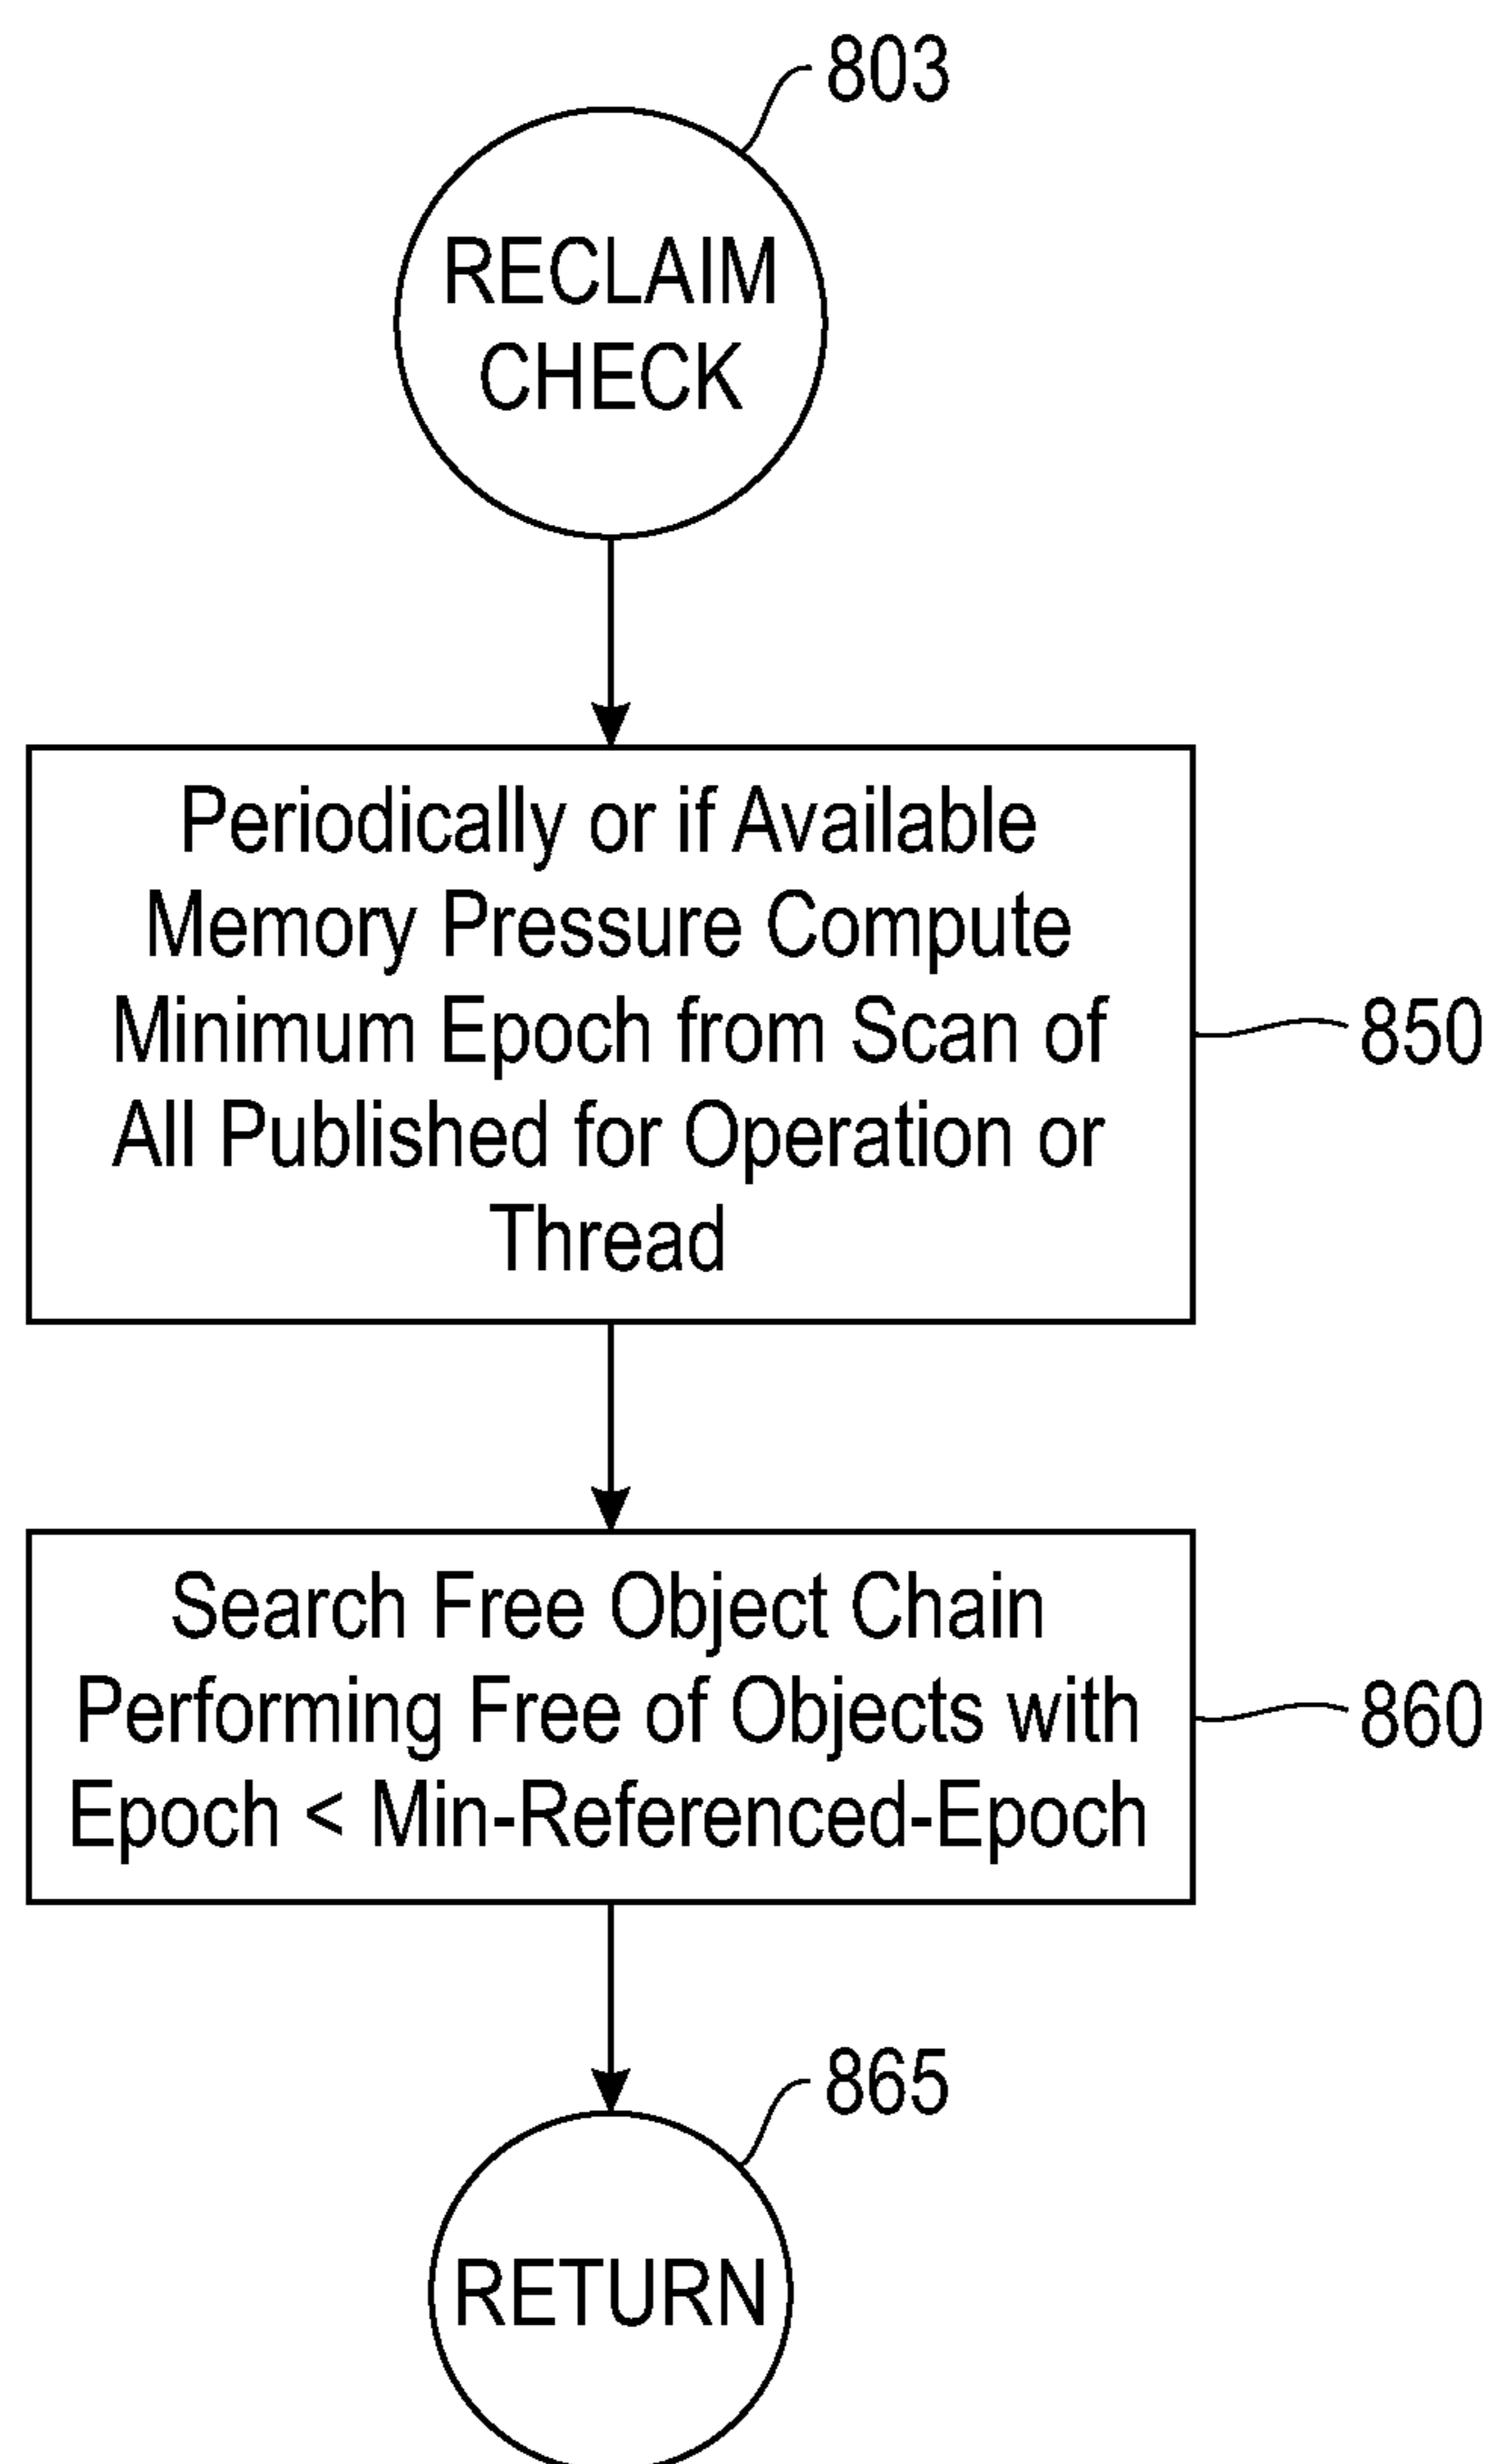 803
RECLAIM
CHECK
Periodically or if Available
Memory Pressure Compute
Minimum Epoch from Scan of
All Published for Operation or
Thread
850
Search Free Object Chain
Performing Free of Objects with
Epoch < Min-Referenced-Epoch
860
865
RETURN